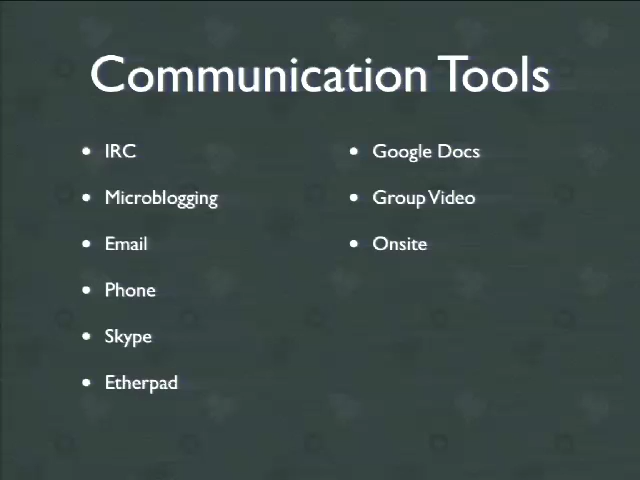 Communication Tools
• IRC
• Microblogging
• Email
• Phone
• Skype
• Etherpad
• Google Docs
• Group Video
• Onsite